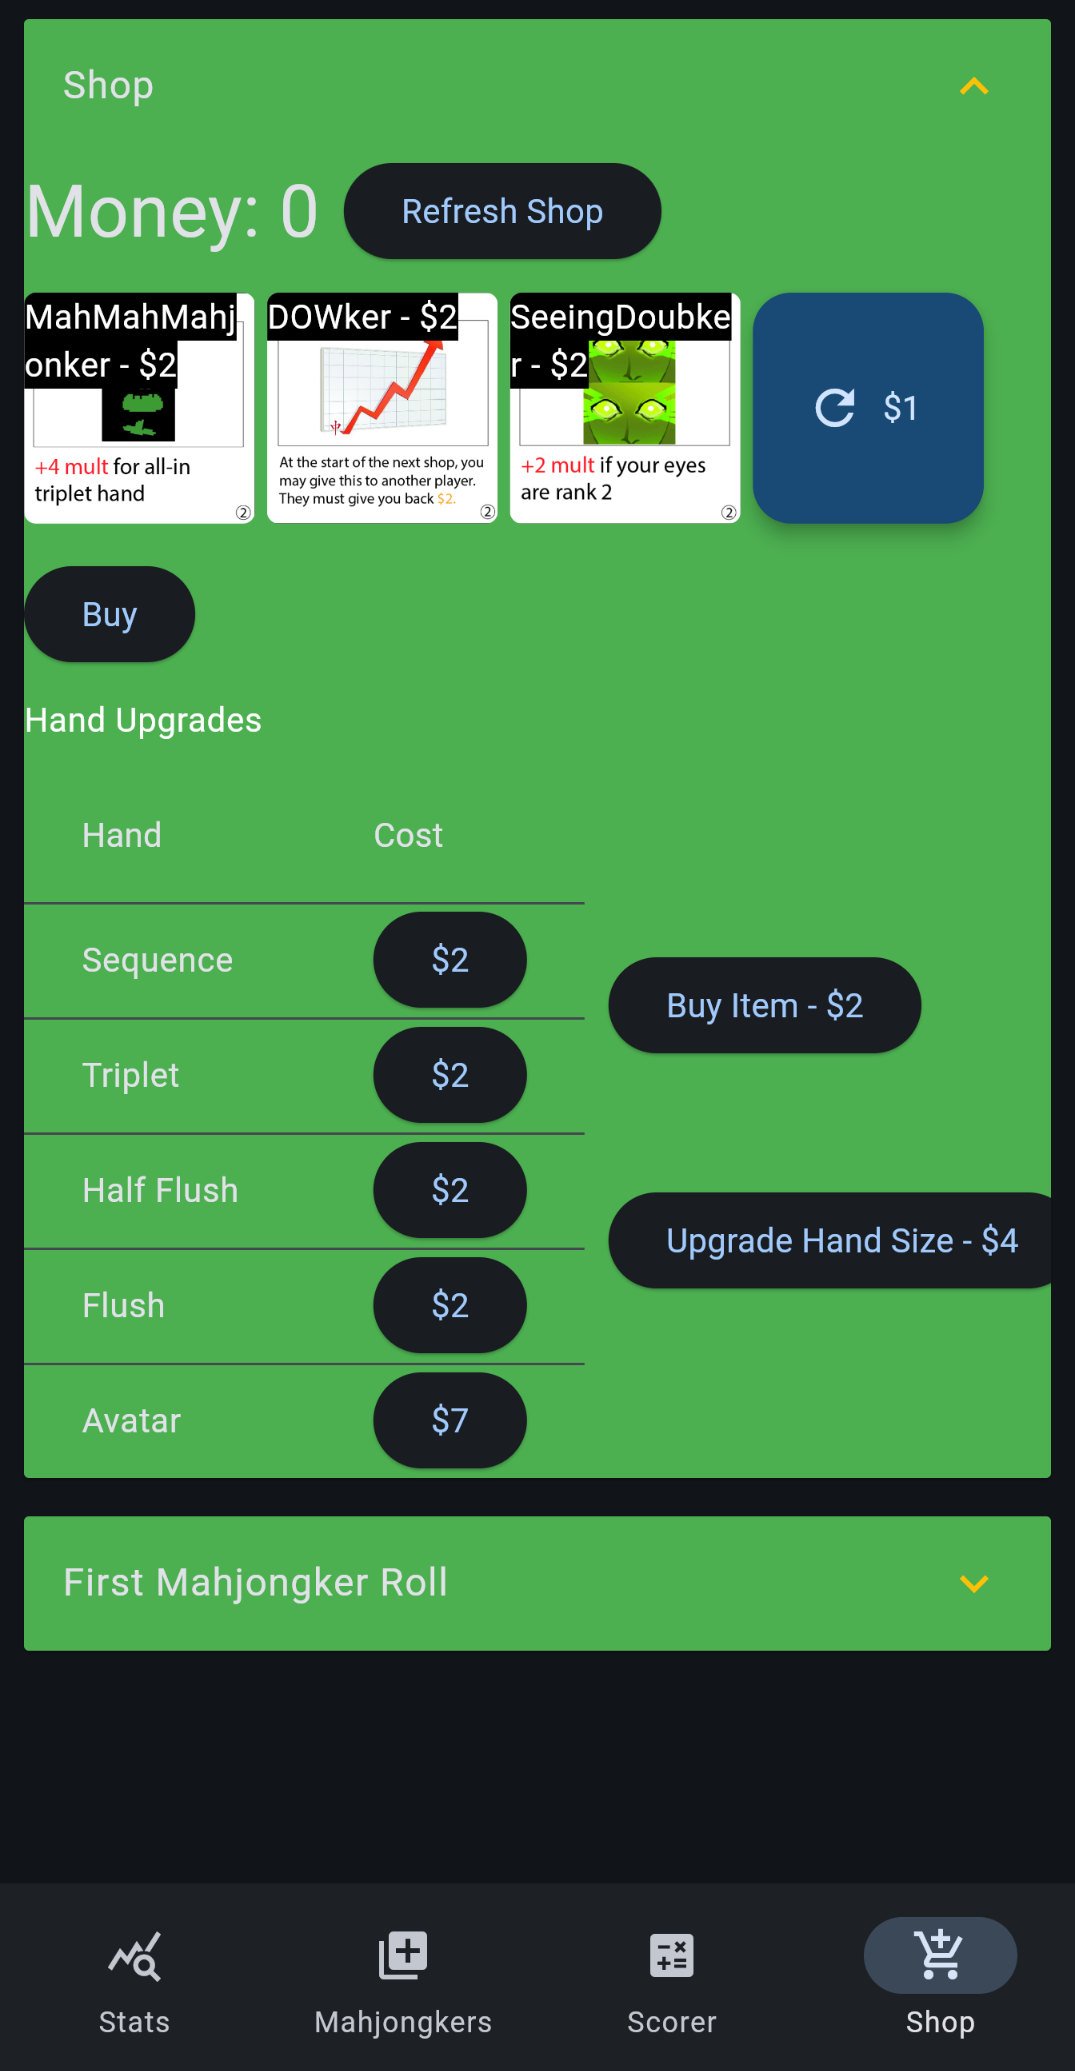 Shop
Money: 0
Refresh Shop
MahMahMahj
onker - $2
+4 mult for all-in
triplet hand
②
DOWker - $2
At the start of the next shop, you
may give this to another player.
They must give you back $2.
②
SeeingDoubke
r - $2
+2 mult if your eyes
are rank 2
②
$1
Buy
Hand Upgrades
Hand Cost
Sequence $2
Triplet $2
Half Flush $2
Flush $2
Avatar $7
Buy Item - $2
Upgrade Hand Size - $4
First Mahjongker Roll
Stats
Mahjongkers
Scorer
Shop